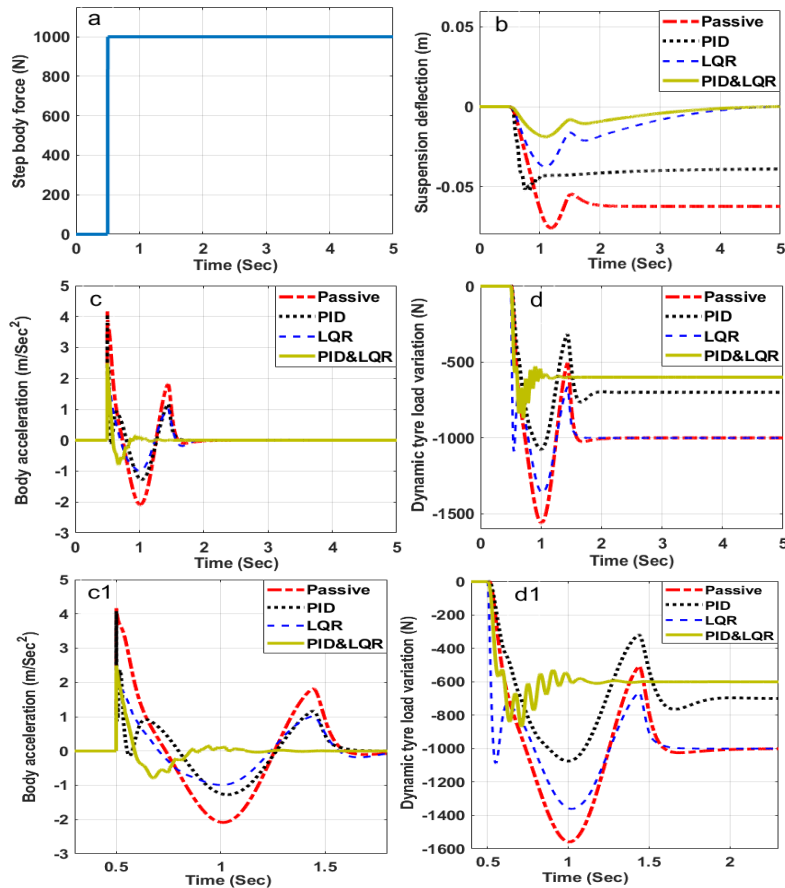 a
Step body force (N)
1000
800
600
400
200
0
0 1 2 3 4 5
Time (Sec)
b
Suspension deflection (m)
0.05
0
-0.05
0 1 2 3 4 5
Time (Sec)
Passive
PID
LQR
PID&LQR
c
Body acceleration (m/Sec²)
5
4
3
2
1
0
-1
-2
-3
0 1 2 3 4 5
Time (Sec)
Passive
PID
LQR
PID&LQR
d
Dynamic tyre load variation (N)
0
-500
-1000
-1500
0 1 2 3 4 5
Time (Sec)
Passive
PID
LQR
PID&LQR
c1
Body acceleration (m/Sec²)
5
4
3
2
1
0
-1
-2
-3
0.5 1 1.5
Time (Sec)
Passive
PID
LQR
PID&LQR
d1
Dynamic tyre load variation (N)
0
-200
-400
-600
-800
-1000
-1200
-1400
-1600
0.5 1 1.5 2
Time (Sec)
Passive
PID
LQR
PID&LQR